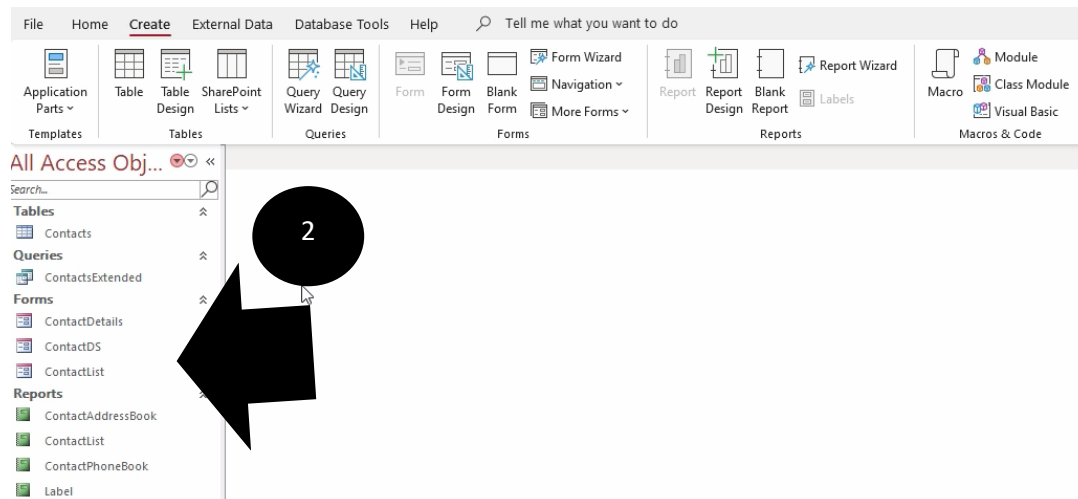 File Home Create External Data Database Tools Help Tell me what you want to do
Application Parts
Table
Table Design
SharePoint Lists
Query Wizard
Query Design
Form
Form Design
Blank Form
Form Wizard
Navigation
More Forms
Report
Report Design
Blank Report
Report Wizard
Labels
Macro
Module
Class Module
Visual Basic
Templates Tables Queries Forms Reports Macros & Code
All Access Obj...
Search...
Tables
Contacts
2
Queries
ContactsExtended
Forms
ContactDetails
ContactDS
ContactList
Reports
ContactAddressBook
ContactList
ContactPhoneBook
Label